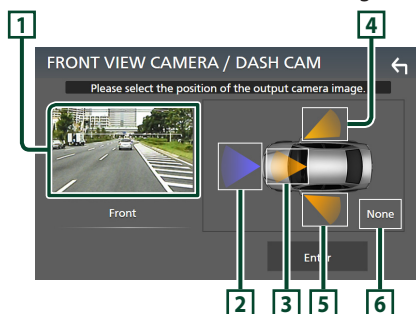 1
4
FRONT VIEW CAMERA / DASH CAM
Please select the position of the output camera image.
Front
None
Enter
2
3
5
6